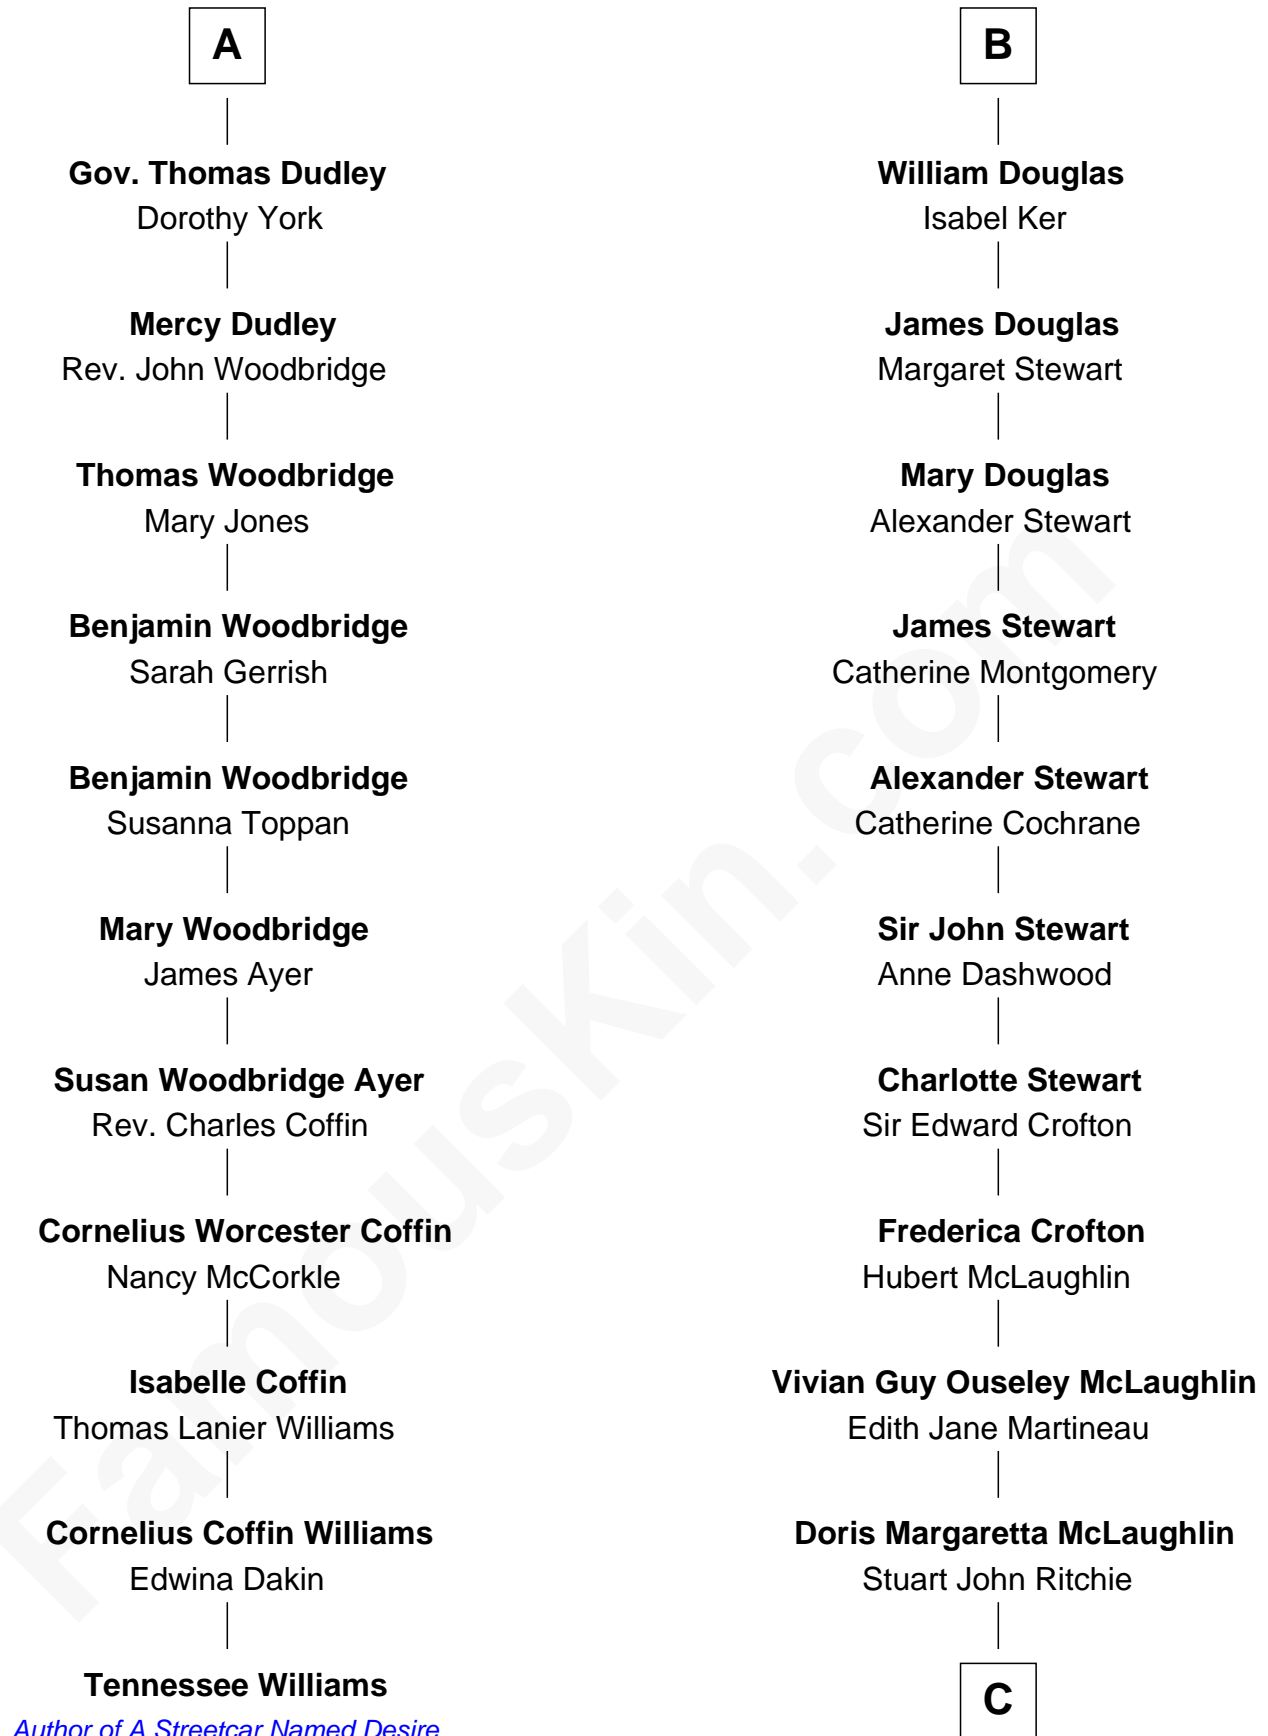 A
Gov. Thomas Dudley
Dorothy York
Mercy Dudley
Rev. John Woodbridge
Thomas Woodbridge
Mary Jones
Benjamin Woodbridge
Sarah Gerrish
Benjamin Woodbridge
Susanna Toppan
Mary Woodbridge
James Ayer
Susan Woodbridge Ayer
Rev. Charles Coffin
Cornelius Worcester Coffin
Nancy McCorkle
Isabelle Coffin
Thomas Lanier Williams
Cornelius Coffin Williams
Edwina Dakin
Tennessee Williams
Author of A Streetcar Named Desire
B
William Douglas
Isabel Ker
James Douglas
Margaret Stewart
Mary Douglas
Alexander Stewart
James Stewart
Catherine Montgomery
Alexander Stewart
Catherine Cochrane
Sir John Stewart
Anne Dashwood
Charlotte Stewart
Sir Edward Crofton
Frederica Crofton
Hubert McLaughlin
Vivian Guy Ouseley McLaughlin
Edith Jane Martineau
Doris Margaretta McLaughlin
Stuart John Ritchie
C
FamousKin.com